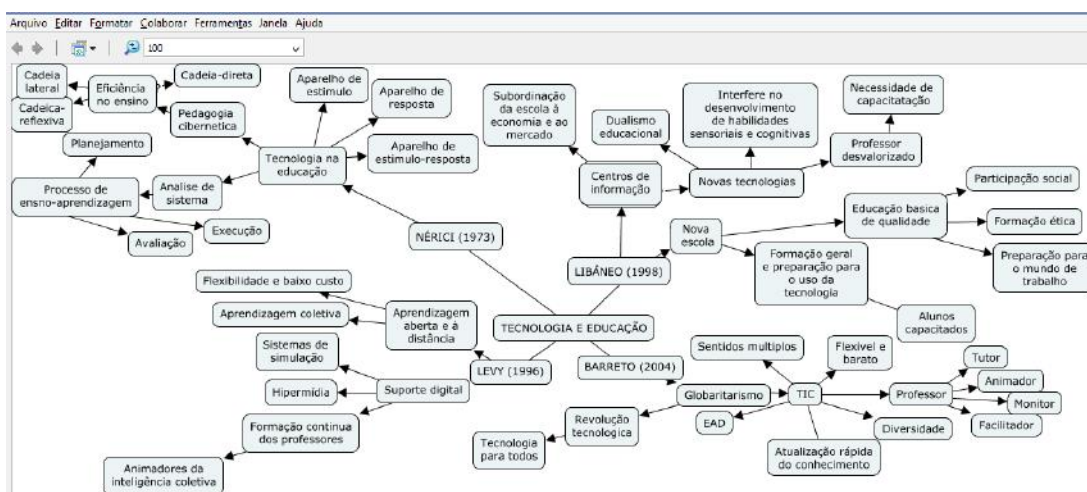 Arquivo Editar Formatar Colaborar Ferramentas Janela Ajuda
100
Cadeia
lateral
Eficiência
no ensino
Cadeia-direta
Cadeica-
reflexiva
Pedagogia
cibernetica
Planejamento
Processo de
ensno-aprendizagem
Analise de
sistema
Avaliação
Execução
Aparelho de
estimulo
Aparelho de
resposta
Aparelho de
estimulo-resposta
Tecnologia na
educação
NÉRICI (1973)
Subordinação
da escola à
economia e ao
mercado
Dualismo
educacional
Interfere no
desenvolvimento
de habilidades
sensoriais e cognitivas
Necessidade de
capacitatação
Professor
desvalorizado
Centros de
informação
Novas tecnologias
Nova
escola
LIBÂNEO (1998)
Educação basica
de qualidade
Participação social
Formação ética
Preparação para
o mundo de
trabalho
Formação geral
e preparação para
o uso da
tecnologia
Alunos
capacitados
TECNOLOGIA E EDUCAÇÃO
Flexibilidade e baixo custo
Aprendizagem coletiva
Aprendizagem
aberta e à
distância
Sistemas de
simulação
LEVY (1996)
Hipermídia
Suporte digital
Formação continua
dos professores
Animadores da
inteligência coletiva
BARRETO (2004)
Sentidos multiplos
Flexivel e
barato
Globaritarismo
TIC
Professor
Tutor
Animador
Monitor
Facilitador
Revolução
tecnologica
EAD
Diversidade
Tecnologia
para todos
Atualização rápida
do conhecimento